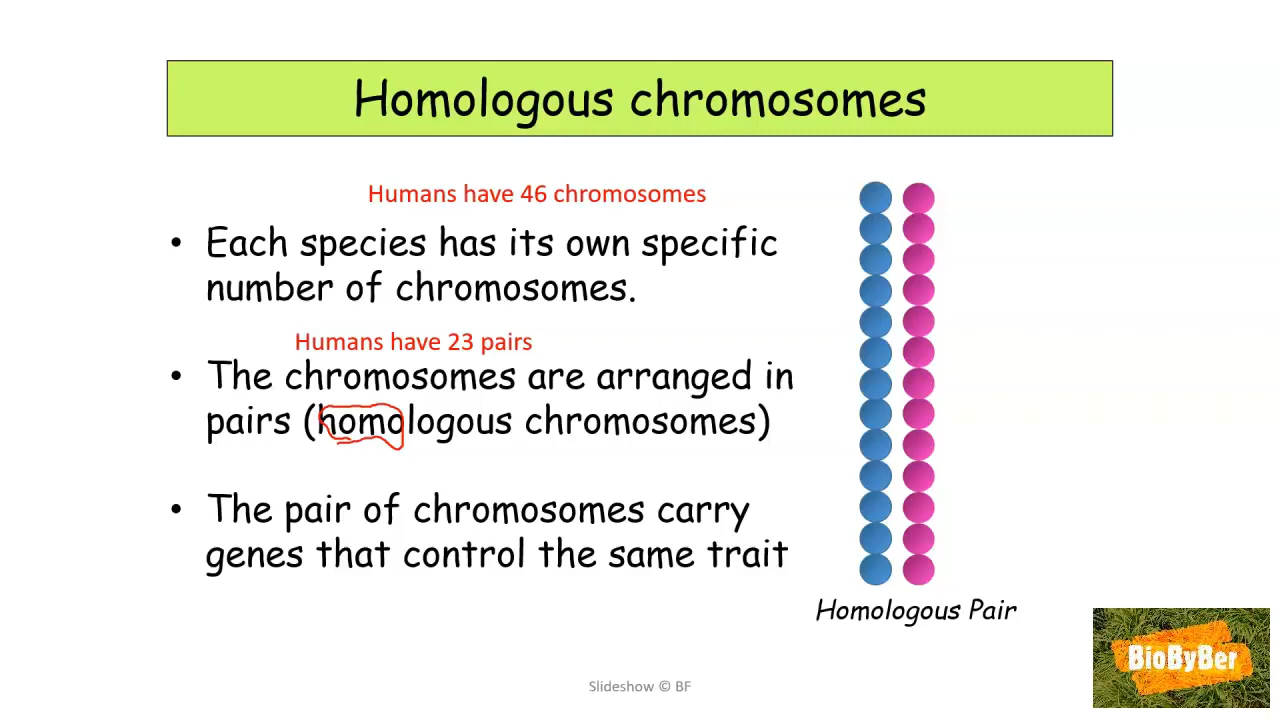 Homologous chromosomes
Humans have 46 chromosomes
• Each species has its own specific
number of chromosomes.
Humans have 23 pairs
• The chromosomes are arranged in
pairs (homologous chromosomes)
• The pair of chromosomes carry
genes that control the same trait
Homologous Pair
BioByBer
Slideshow © BF